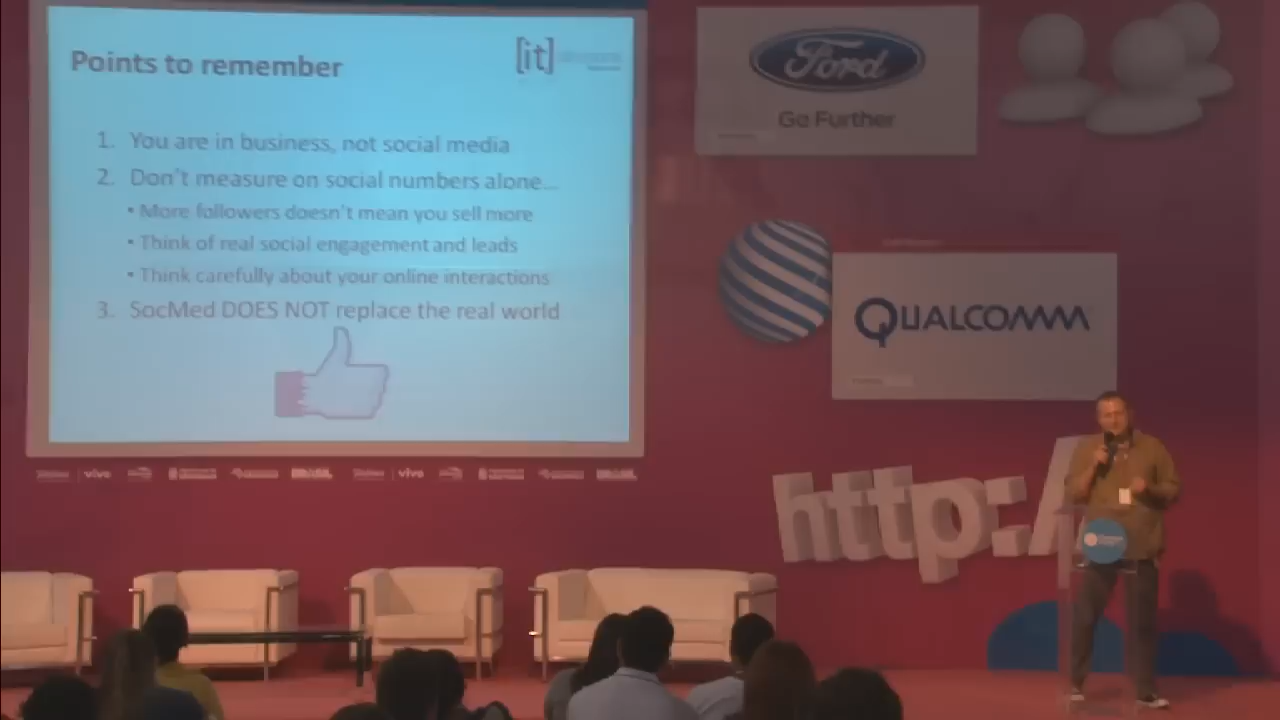 Points to remember
[it]
1. You are in business, not social media
2. Don't measure on social numbers alone...
▪ More followers doesn't mean you sell more
▪ Think of real social engagement and leads
▪ Think carefully about your online interactions
3. SocMed DOES NOT replace the real world
Ford
Go Further
QUALCOMM
http:/
vivo
vivo